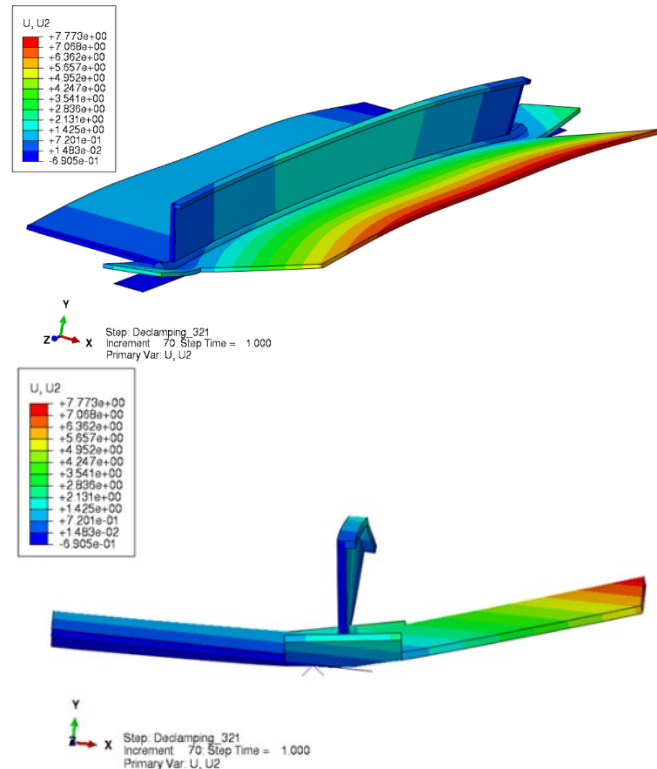 U, U2
+7.773e+00
+7.068e+00
+6.362e+00
+5.657e+00
+4.952e+00
+4.247e+00
+3.541e+00
+2.836e+00
+2.131e+00
+1.425e+00
+7.201e-01
+1.483e-02
-6.905e-01
Y
Z
X
Step: Declamping_321
Increment 70: Step Time = 1.000
Primary Var: U, U2
U, U2
+7.773e+00
+7.068e+00
+6.362e+00
+5.657e+00
+4.952e+00
+4.247e+00
+3.541e+00
+2.836e+00
+2.131e+00
+1.425e+00
+7.201e-01
+1.483e-02
-6.905e-01
Y
Z
X
Step: Declamping_321
Increment 70: Step Time = 1.000
Primary Var: U, U2